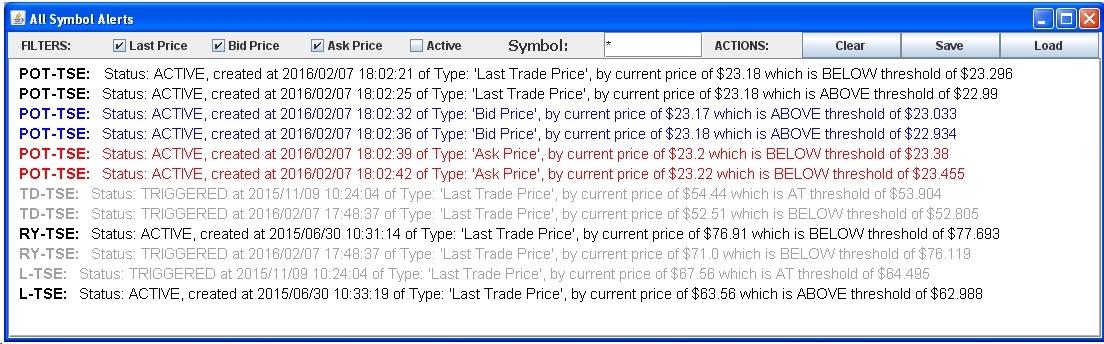 All Symbol Alerts
FILTERS: Last Price Bid Price Ask Price Active Symbol: * ACTIONS: Clear Save Load
POT-TSE: Status: ACTIVE, created at 2016/02/07 18:02:21 of Type: 'Last Trade Price', by current price of $23.18 which is BELOW threshold of $23.296
POT-TSE: Status: ACTIVE, created at 2016/02/07 18:02:25 of Type: 'Last Trade Price', by current price of $23.18 which is ABOVE threshold of $22.99
POT-TSE: Status: ACTIVE, created at 2016/02/07 18:02:32 of Type: 'Bid Price', by current price of $23.17 which is ABOVE threshold of $23.033
POT-TSE: Status: ACTIVE, created at 2016/02/07 18:02:36 of Type: 'Bid Price', by current price of $23.18 which is ABOVE threshold of $22.934
POT-TSE: Status: ACTIVE, created at 2016/02/07 18:02:39 of Type: 'Ask Price', by current price of $23.2 which is BELOW threshold of $23.38
POT-TSE: Status: ACTIVE, created at 2016/02/07 18:02:42 of Type: 'Ask Price', by current price of $23.22 which is BELOW threshold of $23.455
TD-TSE: Status: TRIGGERED at 2015/11/09 10:24:04 of Type: 'Last Trade Price', by current price of $54.44 which is AT threshold of $53.904
TD-TSE: Status: TRIGGERED at 2016/02/07 17:48:37 of Type: 'Last Trade Price', by current price of $52.51 which is BELOW threshold of $52.805
RY-TSE: Status: ACTIVE, created at 2015/06/30 10:31:14 of Type: 'Last Trade Price', by current price of $76.91 which is BELOW threshold of $77.693
RY-TSE: Status: TRIGGERED at 2016/02/07 17:48:37 of Type: 'Last Trade Price', by current price of $71.0 which is BELOW threshold of $76.119
L-TSE: Status: TRIGGERED at 2015/11/09 10:24:04 of Type: 'Last Trade Price', by current price of $67.56 which is AT threshold of $64.495
L-TSE: Status: ACTIVE, created at 2015/06/30 10:33:19 of Type: 'Last Trade Price', by current price of $63.56 which is ABOVE threshold of $62.988